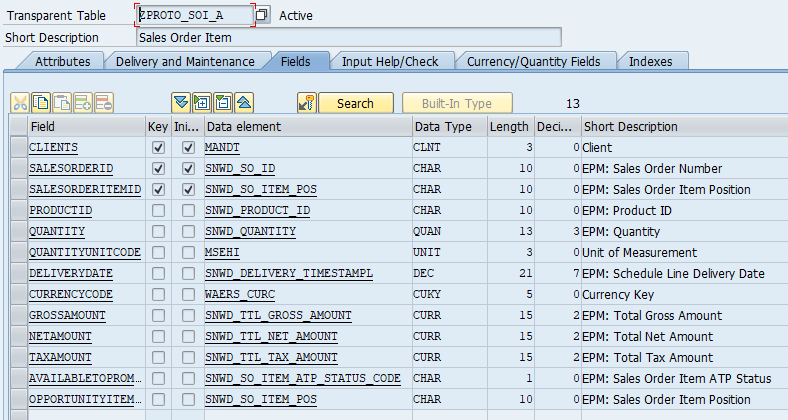 Transparent Table ZPROTO_SOI_A Active
Short Description Sales Order Item
Attributes Delivery and Maintenance Fields Input Help/Check Currency/Quantity Fields Indexes
Search Built-In Type 13
Field Key Ini... Data element Data Type Length Deci... Short Description
CLIENTS MANDT CLNT 3 0 Client
SALESORDERID SNWD_SO_ID CHAR 10 0 EPM: Sales Order Number
SALESORDERITEMID SNWD_SO_ITEM_POS CHAR 10 0 EPM: Sales Order Item Position
PRODUCTID SNWD_PRODUCT_ID CHAR 10 0 EPM: Product ID
QUANTITY SNWD_QUANTITY QUAN 13 3 EPM: Quantity
QUANTITYUNITCODE MSEHI UNIT 3 0 Unit of Measurement
DELIVERYDATE SNWD_DELIVERY_TIMESTAMPL DEC 21 7 EPM: Schedule Line Delivery Date
CURRENCYCODE WAERS_CURC CUKY 5 0 Currency Key
GROSSAMOUNT SNWD_TTL_GROSS_AMOUNT CURR 15 2 EPM: Total Gross Amount
NETAMOUNT SNWD_TTL_NET_AMOUNT CURR 15 2 EPM: Total Net Amount
TAXAMOUNT SNWD_TTL_TAX_AMOUNT CURR 15 2 EPM: Total Tax Amount
AVAILABLETOPROM... SNWD_SO_ITEM_ATP_STATUS_CODE CHAR 1 0 EPM: Sales Order Item ATP Status
OPPORTUNITYITEM... SNWD_SO_ITEM_POS CHAR 10 0 EPM: Sales Order Item Position